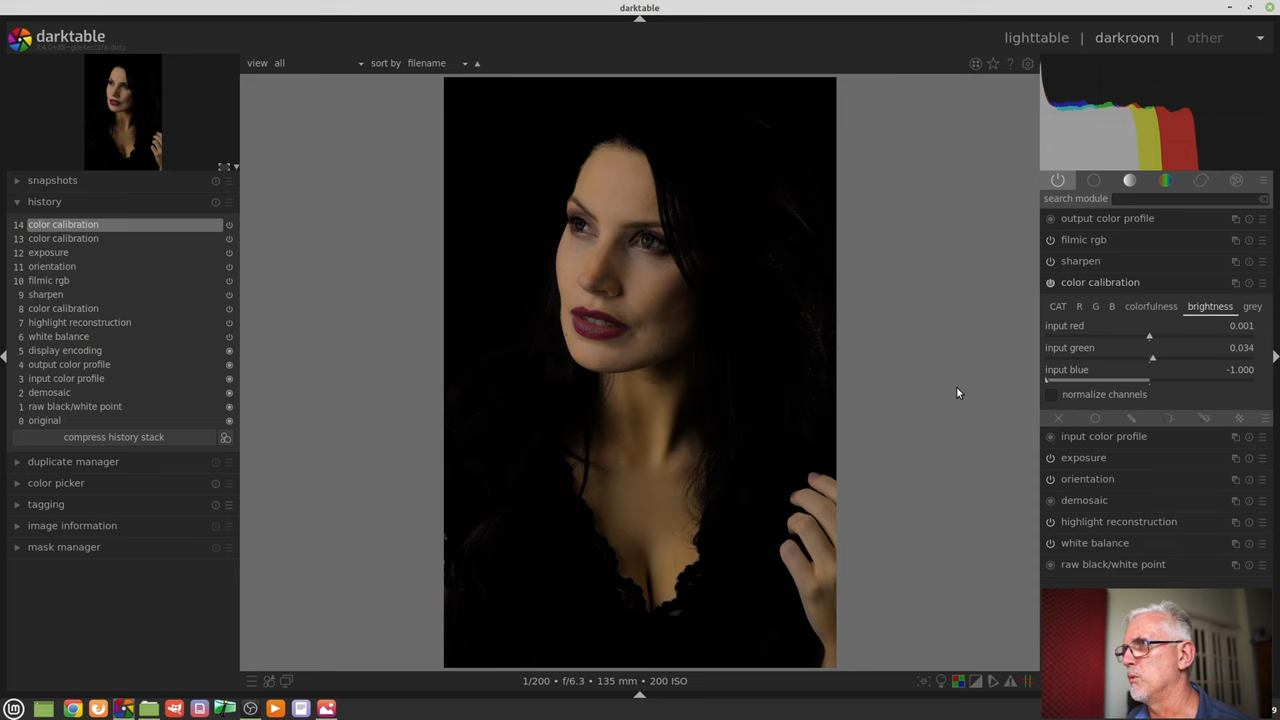 darktable
darktable
lighttable | darkroom | other
view all sort by filename
snapshots
history
14 color calibration
13 color calibration
12 exposure
11 orientation
10 filmic rgb
9 sharpen
8 color calibration
7 highlight reconstruction
6 white balance
5 display encoding
4 output color profile
3 input color profile
2 demosaic
1 raw black/white point
0 original
compress history stack
duplicate manager
color picker
tagging
image information
mask manager
search module
output color profile
filmic rgb
sharpen
color calibration
CAT R G B colorfulness brightness grey
input red 0.001
input green 0.034
input blue -1.000
normalize channels
input color profile
exposure
orientation
demosaic
highlight reconstruction
white balance
raw black/white point
1/200 • f/6.3 • 135 mm • 200 ISO